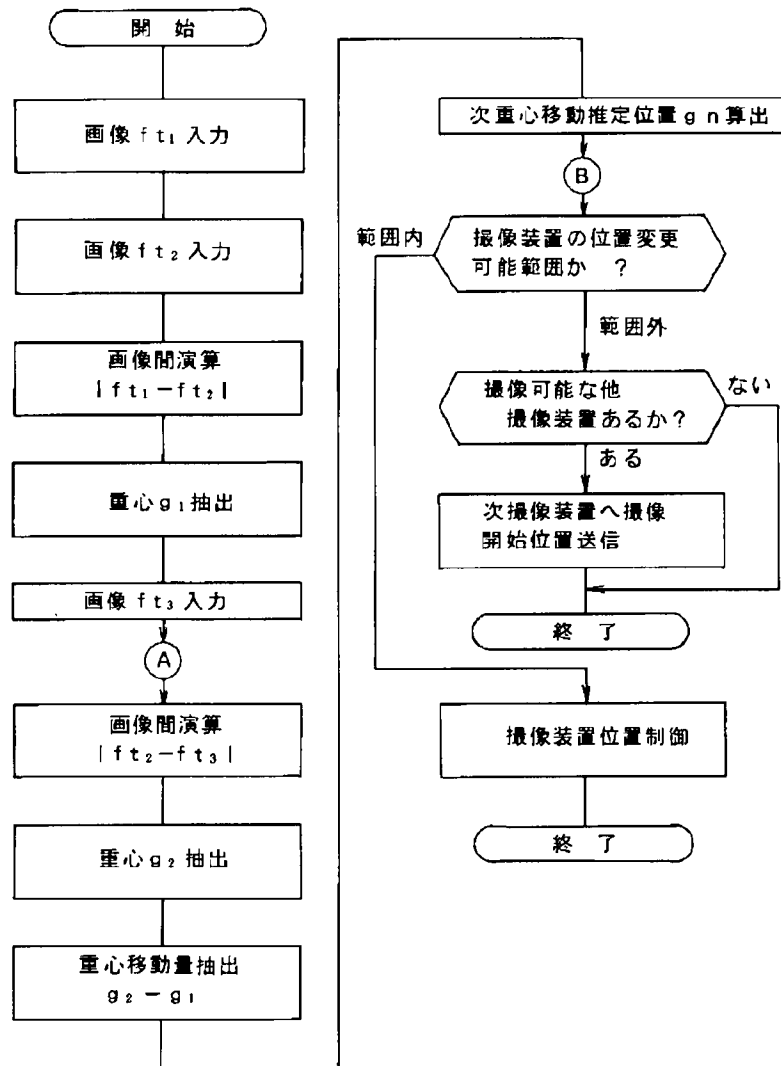 開始
画像ft₁入力
画像ft₂入力
画像間演算
|ft₁−ft₂|
重心g₁抽出
画像ft₃入力
A
画像間演算
|ft₂−ft₃|
重心g₂抽出
重心移動量抽出
g₂−g₁
次重心移動推定位置gn算出
B
範囲内
撮像装置の位置変更
可能範囲か ?
範囲外
撮像可能な他
撮像装置あるか?
ない
ある
次撮像装置へ撮像
開始位置送信
終了
撮像装置位置制御
終了